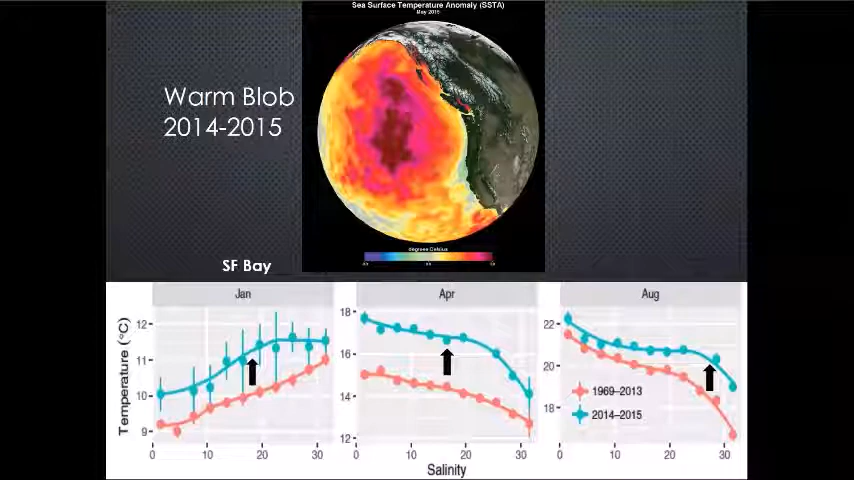 Sea Surface Temperature Anomaly (SSTA)
May 2015
Warm Blob
2014-2015
degrees Celsius
SF Bay
Jan
Apr
Aug
Temperature (°C)
12
11
10
9
18
16
14
12
22
20
18
1969–2013
2014–2015
0 10 20 30
0 10 20 30
0 10 20 30
Salinity